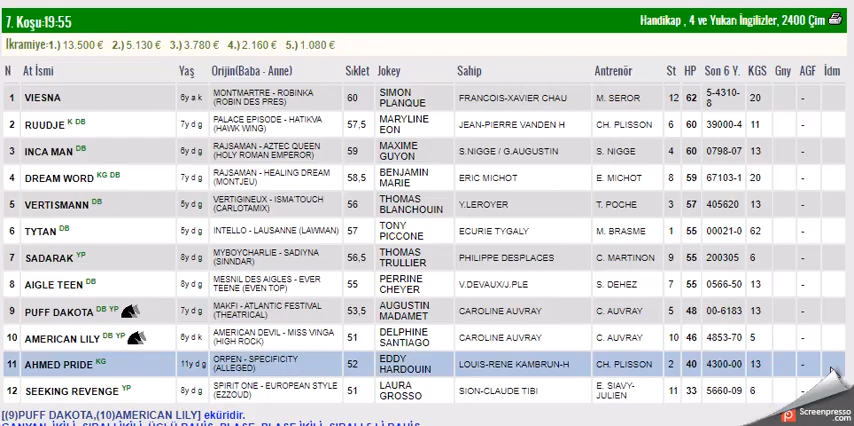 7. Koşu:19:55 Handikap , 4 ve Yukarı İngilizler, 2400 Çim
İkramiye:1.) 13.500 € 2.) 5.130 € 3.) 3.780 € 4.) 2.160 € 5.) 1.080 €
N At İsmi Yaş Orijin(Baba - Anne) Sıklet Jokey Sahip Antrenör St HP Son 6 Y. KGS Gny AGF İdm
1 VIESNA 6y a k MONTMARTRE - ROBINKA (ROBIN DES PRES) 60 SIMON PLANQUE FRANCOIS-XAVIER CHAU M. SEROR 12 62 5-4310-8 20 -
2 RUUDJE K DB 7y d g PALACE EPISODE - HATIKVA (HAWK WING) 57,5 MARYLINE EON JEAN-PIERRE VANDEN H CH. PLISSON 6 60 39000-4 11 -
3 INCA MAN DB 5y d g RAJSAMAN - AZTEC QUEEN (HOLY ROMAN EMPEROR) 59 MAXIME GUYON S.NIGGE / G.AUGUSTIN S. NIGGE 4 60 0798-07 13 -
4 DREAM WORD KG DB 7y d g RAJSAMAN - HEALING DREAM (MONTJEU) 58,5 BENJAMIN MARIE ERIC MICHOT E. MICHOT 8 59 67103-1 20 -
5 VERTISMANN DB 5y d g VERTIGINEUX - ISMA'TOUCH (CARLOTAMIX) 56 THOMAS BLANCHOUIN Y.LEROYER T. POCHE 3 57 405620 13 -
6 TYTAN DB 5y d g INTELLO - LAUSANNE (LAWMAN) 57 TONY PICCONE ECURIE TYGALY M. BRASME 1 55 00021-0 62 -
7 SADARAK YP 8y d g MYBOYCHARLIE - SADIYNA (SINNDAR) 56,5 THOMAS TRULLIER PHILIPPE DESPLACES C. MARTINON 9 55 200305 6 -
8 AIGLE TEEN DB 8y d g MESNIL DES AIGLES - EVER TEENE (EVEN TOP) 55 PERRINE CHEYER V.DEVAUX/J.PLE S. DEHEZ 7 55 0566-50 13 -
9 PUFF DAKOTA DB YP 7y d g MAKFI - ATLANTIC FESTIVAL (THEATRICAL) 53,5 AUGUSTIN MADAMET CAROLINE AUVRAY C. AUVRAY 5 48 00-6183 13 -
10 AMERICAN LILY DB YP 6y d k AMERICAN DEVIL - MISS VINGA (HIGH ROCK) 51 DELPHINE SANTIAGO CAROLINE AUVRAY C. AUVRAY 10 46 4853-70 5 -
11 AHMED PRIDE KG 11y d g ORPEN - SPECIFICITY (ALLEGED) 52 EDDY HARDOUIN LOUIS-RENE KAMBRUN-H CH. PLISSON 2 40 4300-00 13 -
12 SEEKING REVENGE YP 8y d g SPIRIT ONE - EUROPEAN STYLE (EZZOUD) 51 LAURA GROSSO SION-CLAUDE TIBI E. SIAVY-JULIEN 11 33 5660-09 6 -
[(9)PUFF DAKOTA,(10)AMERICAN LILY] eküridir.
Screenpresso.com